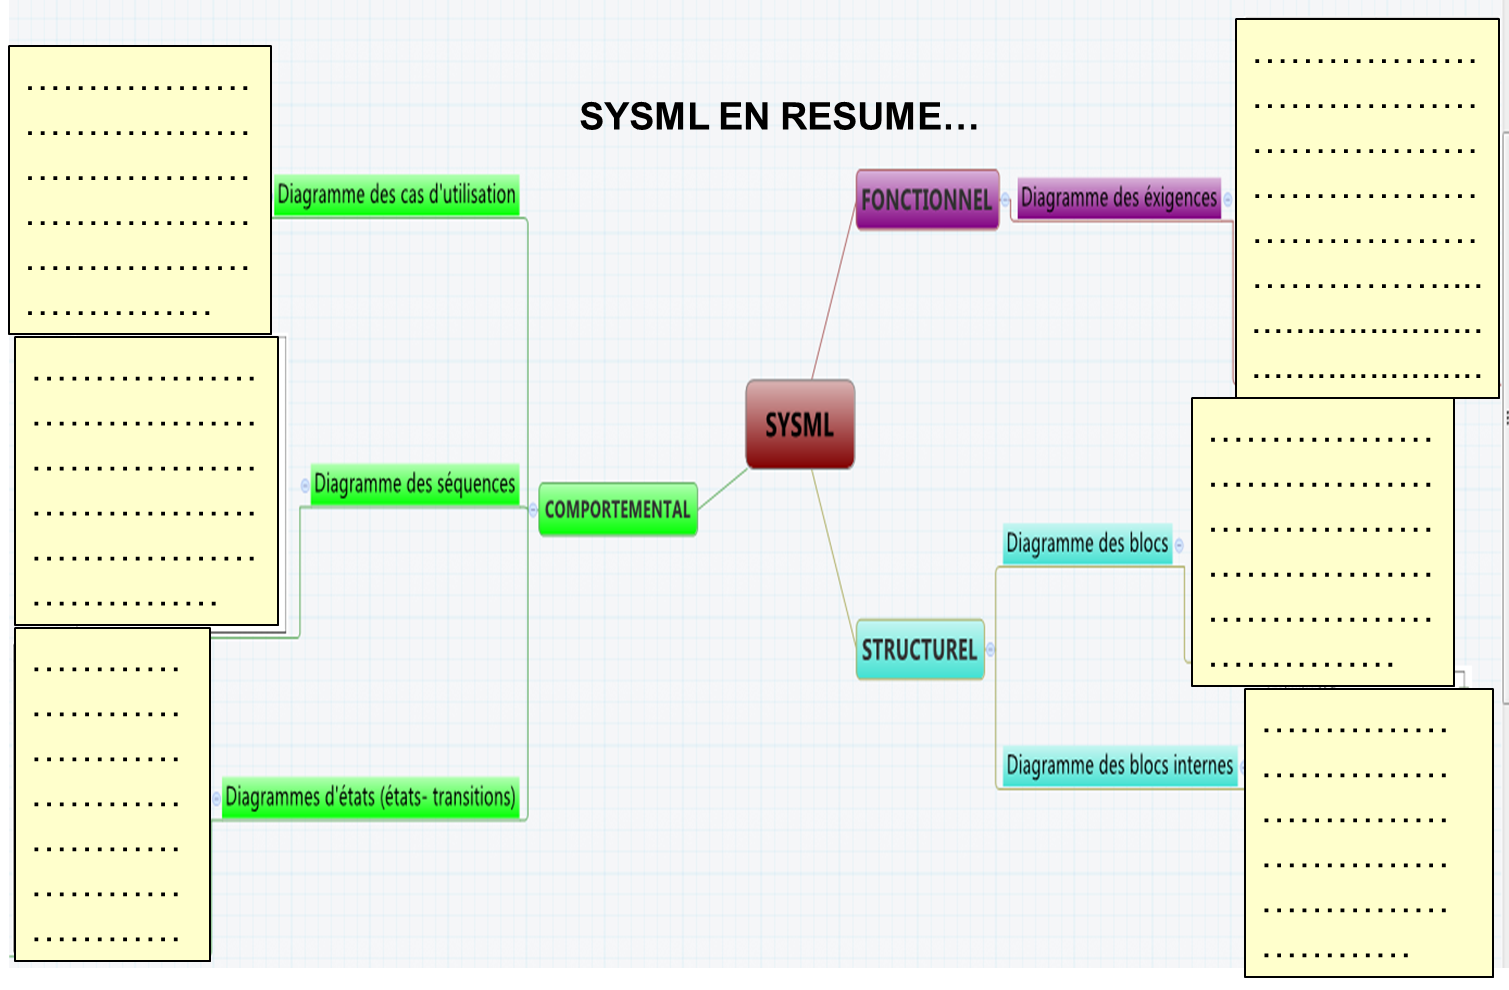 SYSML EN RESUME...
Diagramme des cas d'utilisation
FONCTIONNEL
Diagramme des éxigences
SYSML
Diagramme des séquences
COMPORTEMENTAL
Diagramme des blocs
STRUCTUREL
Diagramme des blocs internes
Diagrammes d'états (états- transitions)